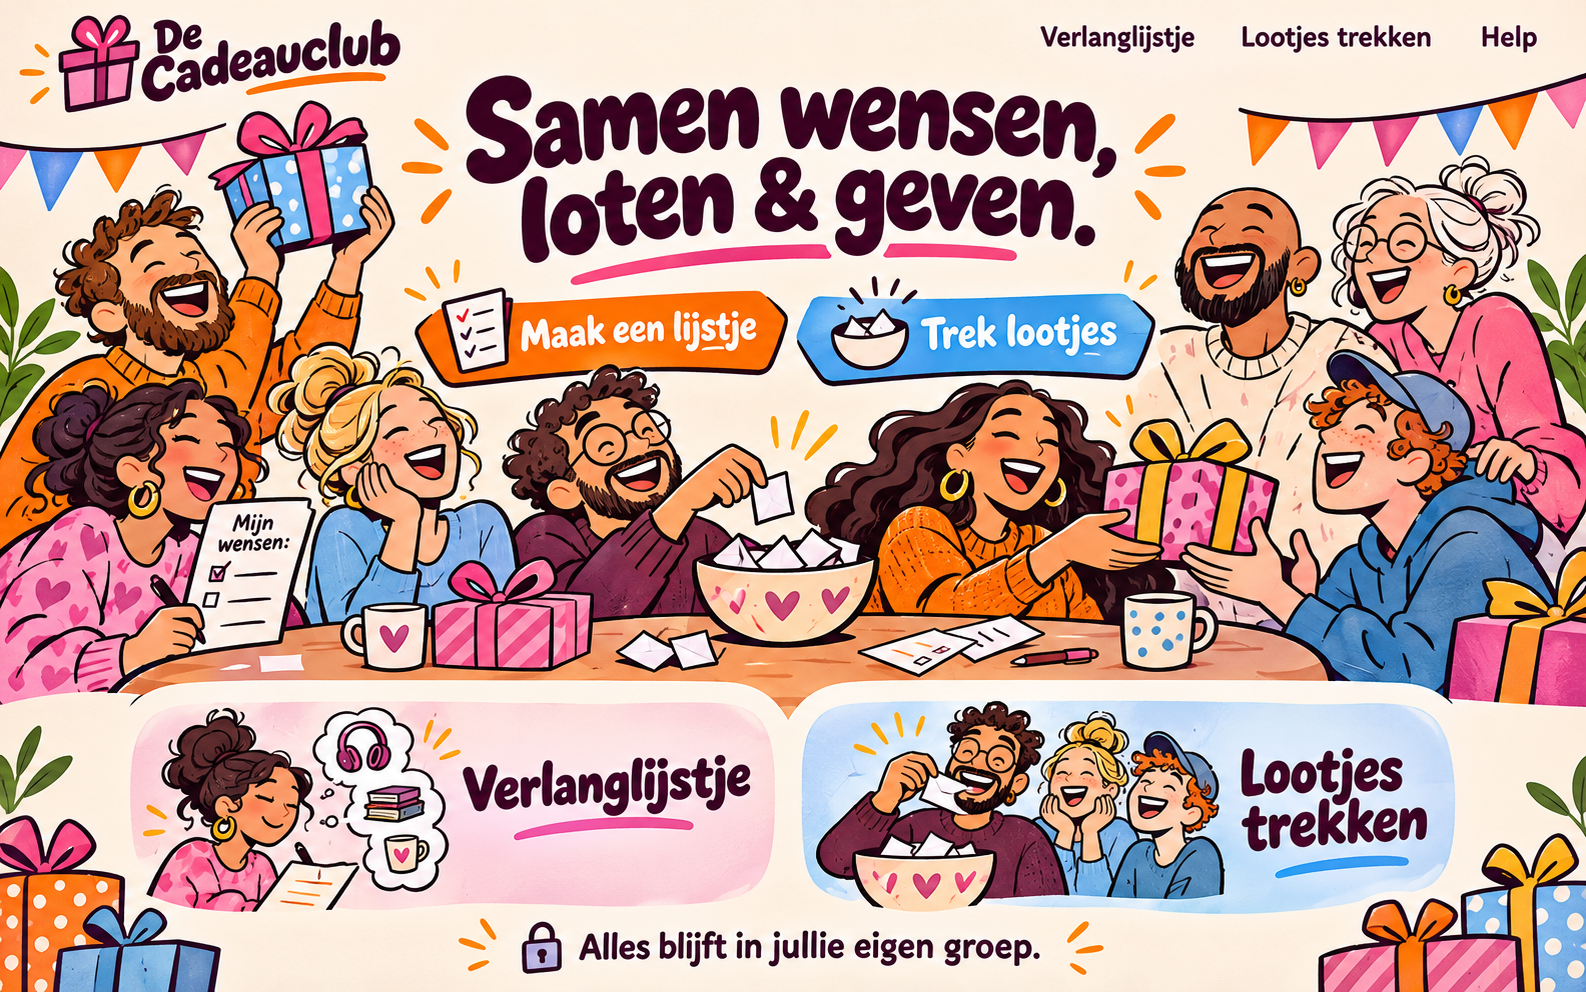 De
Cadeauclub
Verlanglijstje
Lootjes trekken
Help
Samen wensen,
loten & geven.
Maak een lijstje
Trek lootjes
Mijn
wensen:
Verlanglijstje
Lootjes
trekken
Alles blijft in jullie eigen groep.